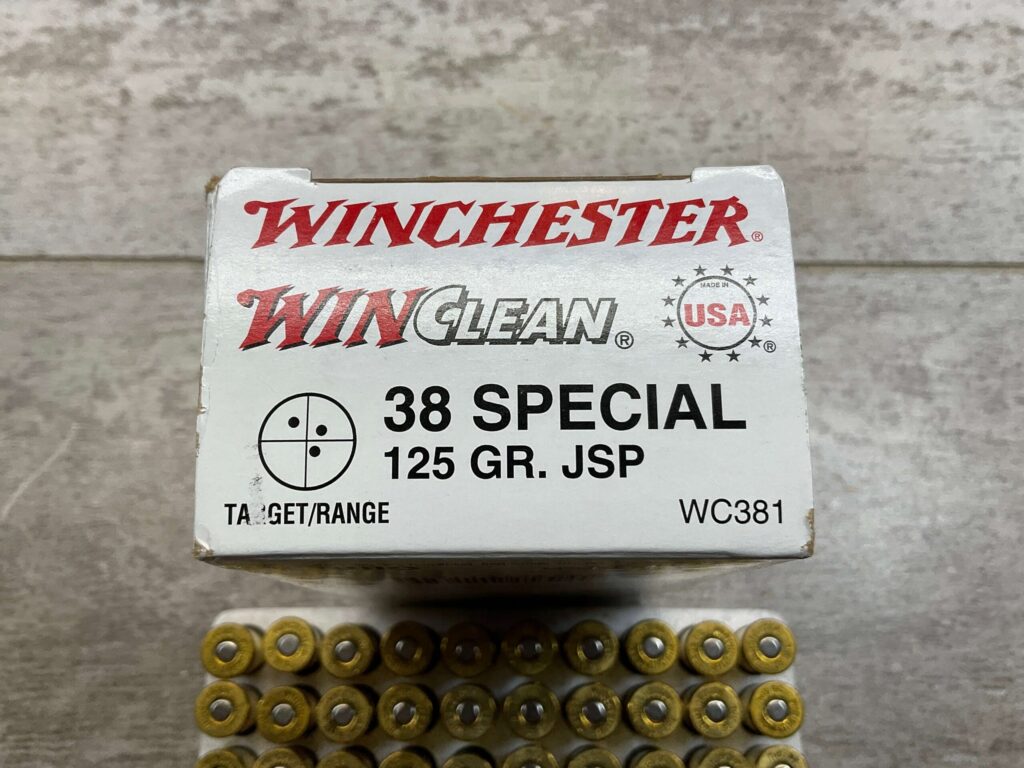 WINCHESTER®
WINCLEAN®
MADE IN
USA
®
38 SPECIAL
125 GR. JSP
TARGET/RANGE
WC381